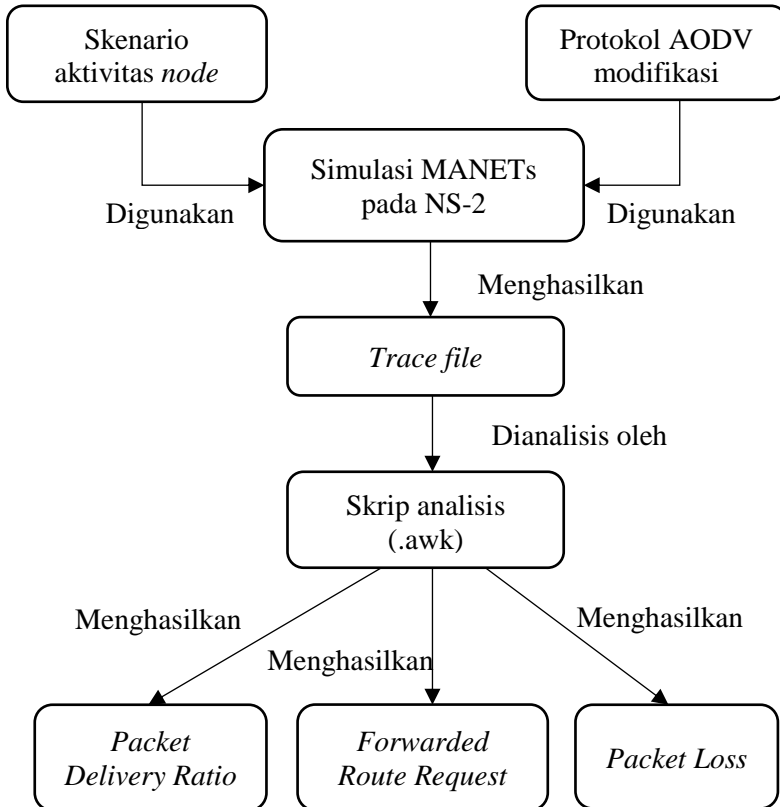 Skenario
aktivitas node
Protokol AODV
modifikasi
Simulasi MANETs
pada NS-2
Digunakan
Digunakan
Menghasilkan
Trace file
Dianalisis oleh
Skrip analisis
(.awk)
Menghasilkan
Menghasilkan
Menghasilkan
Packet
Delivery Ratio
Forwarded
Route Request
Packet Loss